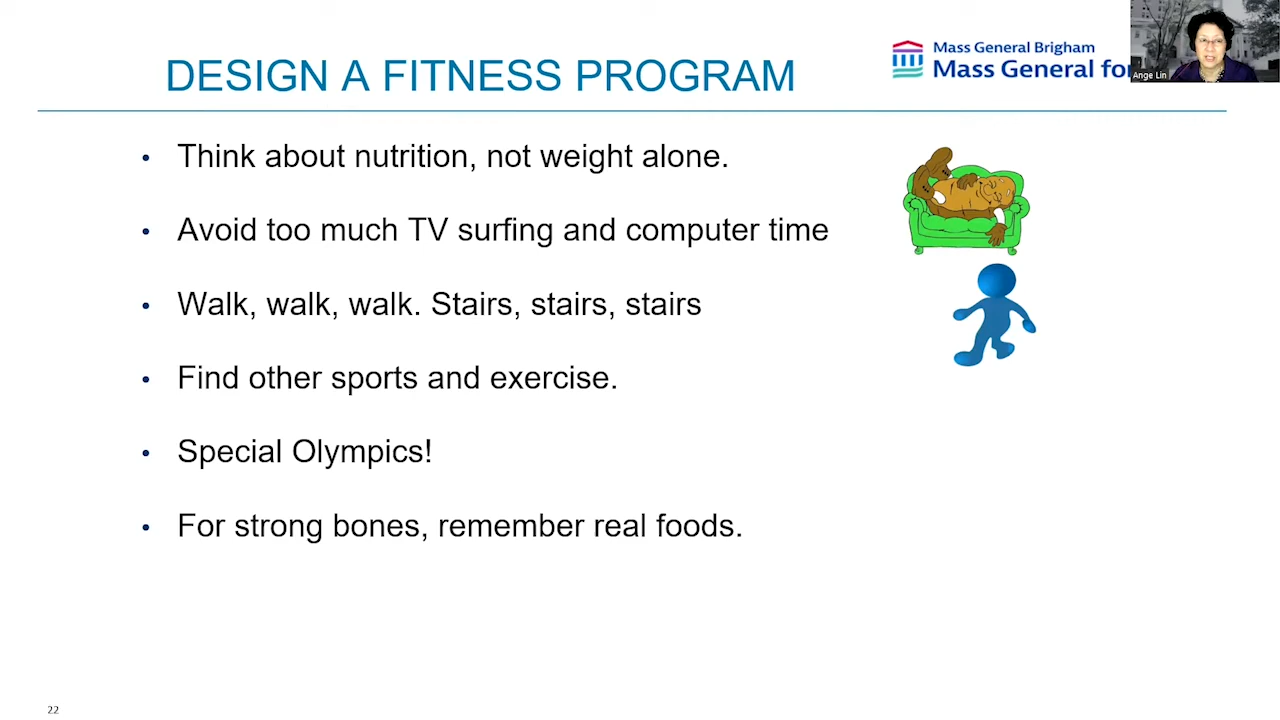 DESIGN A FITNESS PROGRAM
Mass General Brigham
Mass General for
Ange Lin
• Think about nutrition, not weight alone.
• Avoid too much TV surfing and computer time
• Walk, walk, walk. Stairs, stairs, stairs
• Find other sports and exercise.
• Special Olympics!
• For strong bones, remember real foods.
22